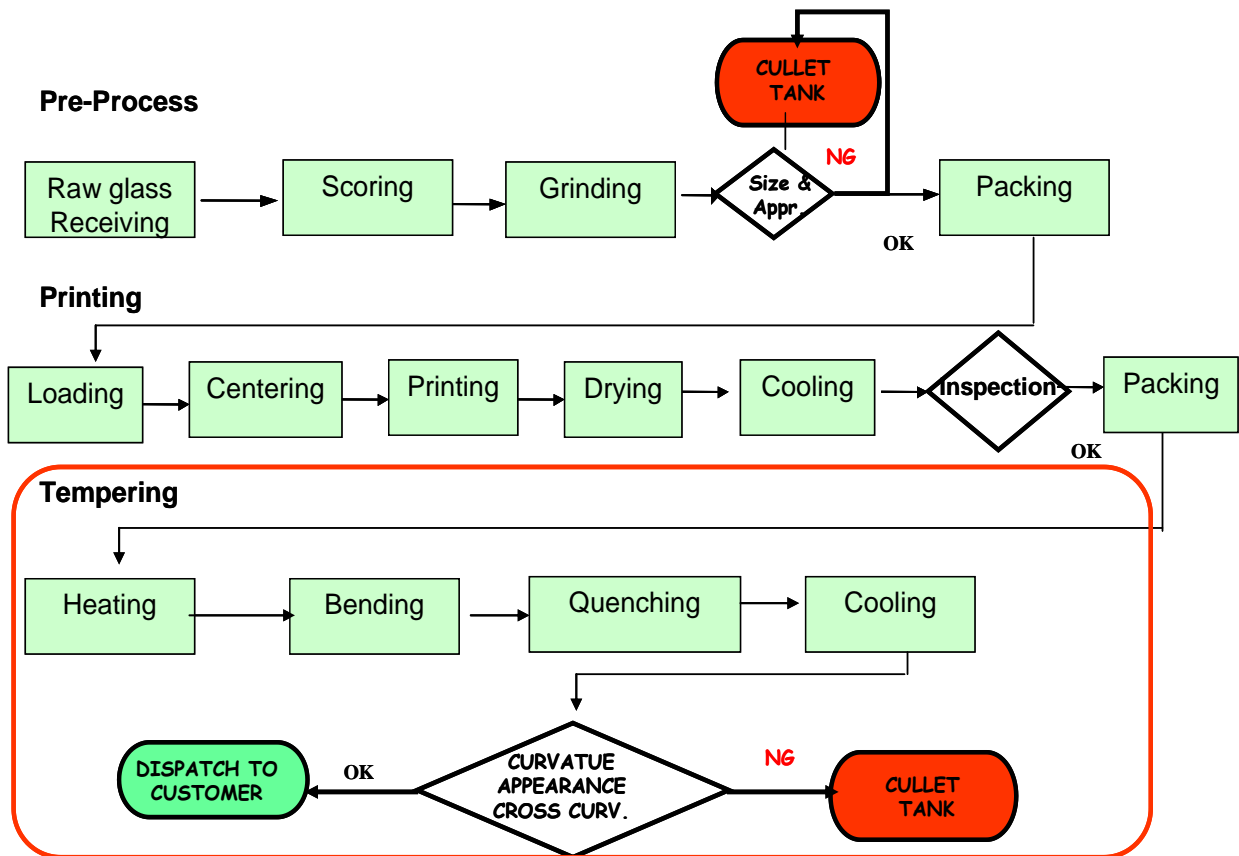 CULLET
TANK
Pre-Process
NG
Raw glass
Receiving
Scoring
Grinding
Size &
Appr.
Packing
OK
Printing
Loading
Centering
Printing
Drying
Cooling
Inspection
Packing
OK
Tempering
Heating
Bending
Quenching
Cooling
DISPATCH TO
CUSTOMER
OK
CURVATUE
APPEARANCE
CROSS CURV.
NG
CULLET
TANK